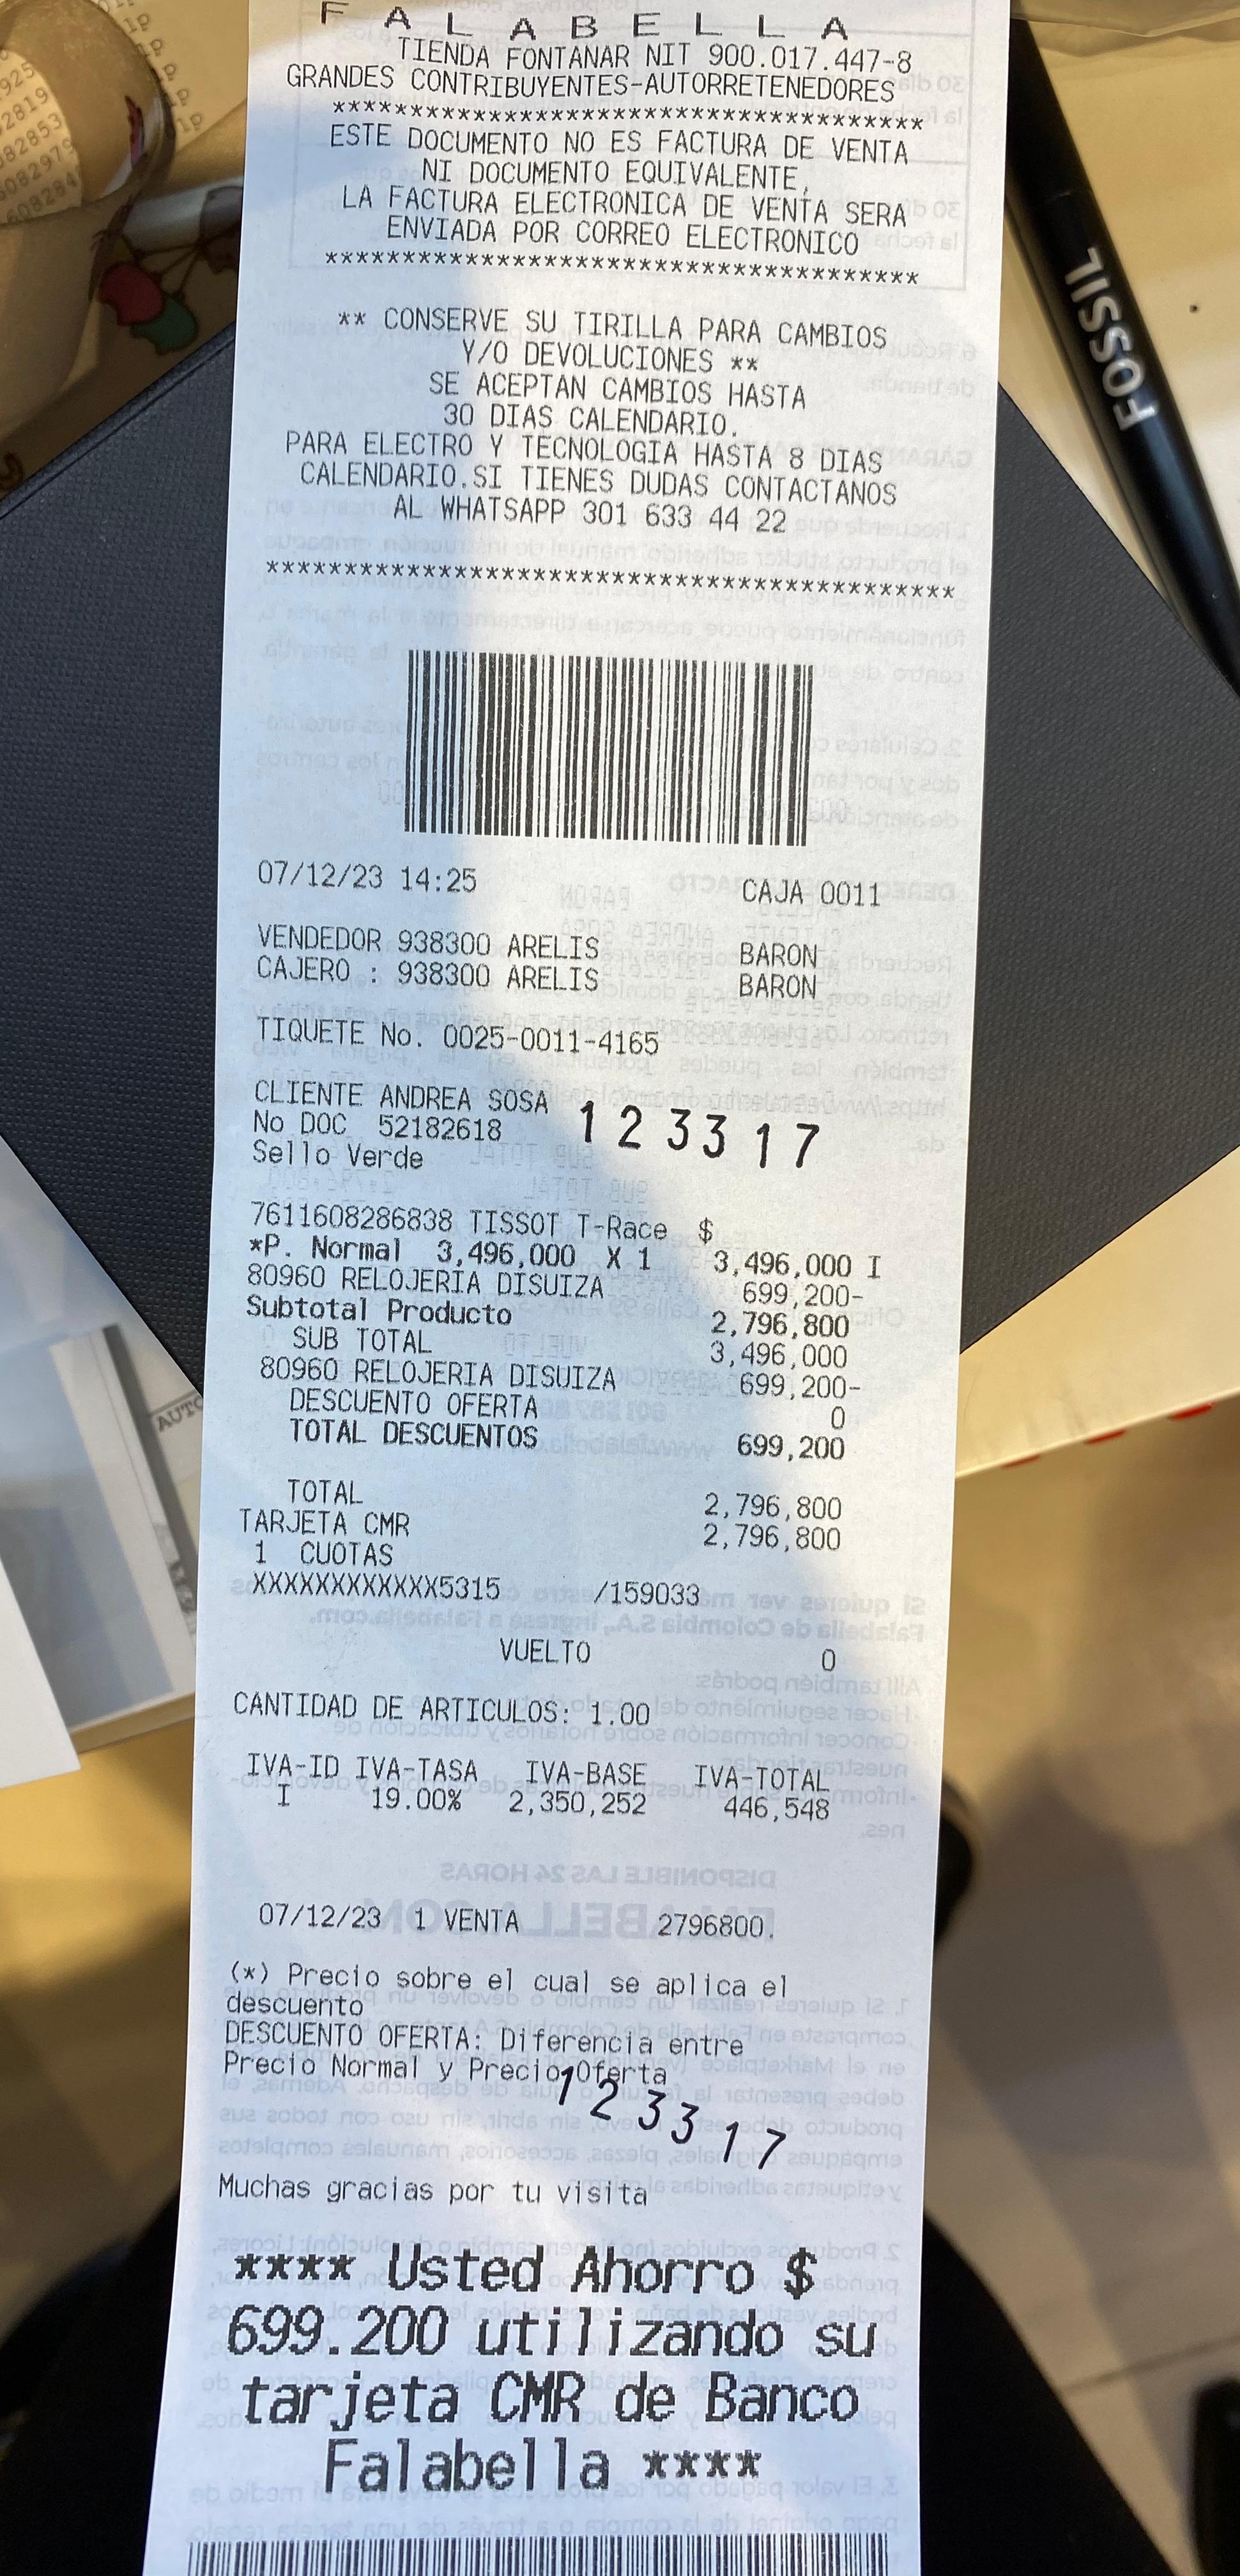 F A L A B E L L A
TIENDA FONTANAR NIT 900.017.447-8
GRANDES CONTRIBUYENTES-AUTORRETENEDORES
**************************************
ESTE DOCUMENTO NO ES FACTURA DE VENTA
NI DOCUMENTO EQUIVALENTE,
LA FACTURA ELECTRONICA DE VENTA SERA
ENVIADA POR CORREO ELECTRONICO
**************************************
** CONSERVE SU TIRILLA PARA CAMBIOS
Y/O DEVOLUCIONES **
SE ACEPTAN CAMBIOS HASTA
30 DIAS CALENDARIO.
PARA ELECTRO Y TECNOLOGIA HASTA 8 DIAS
CALENDARIO.SI TIENES DUDAS CONTACTANOS
AL WHATSAPP 301 633 44 22
********************************************
07/12/23 14:25 CAJA 0011
VENDEDOR 938300 ARELIS BARON
CAJERO : 938300 ARELIS BARON
TIQUETE No. 0025-0011-4165
CLIENTE ANDREA SOSA
No DOC 52182618
123317
Sello Verde
7611608286838 TISSOT T-Race $
*P. Normal 3,496,000 X 1 3,496,000 I
80960 RELOJERIA DISUIZA 699,200-
Subtotal Producto 2,796,800
SUB TOTAL 3,496,000
80960 RELOJERIA DISUIZA 699,200-
DESCUENTO OFERTA 0
TOTAL DESCUENTOS 699,200
TOTAL 2,796,800
TARJETA CMR 2,796,800
1 CUOTAS
XXXXXXXXXXXX5315 /159033
VUELTO 0
CANTIDAD DE ARTICULOS: 1.00
IVA-ID IVA-TASA IVA-BASE IVA-TOTAL
I 19.00% 2,350,252 446,548
07/12/23 1 VENTA 2796800.
(*) Precio sobre el cual se aplica el
descuento
DESCUENTO OFERTA: Diferencia entre
Precio Normal y Precio Oferta
123317
Muchas gracias por tu visita
**** Usted Ahorro $
699.200 utilizando su
tarjeta CMR de Banco
Falabella ****
FOSSIL